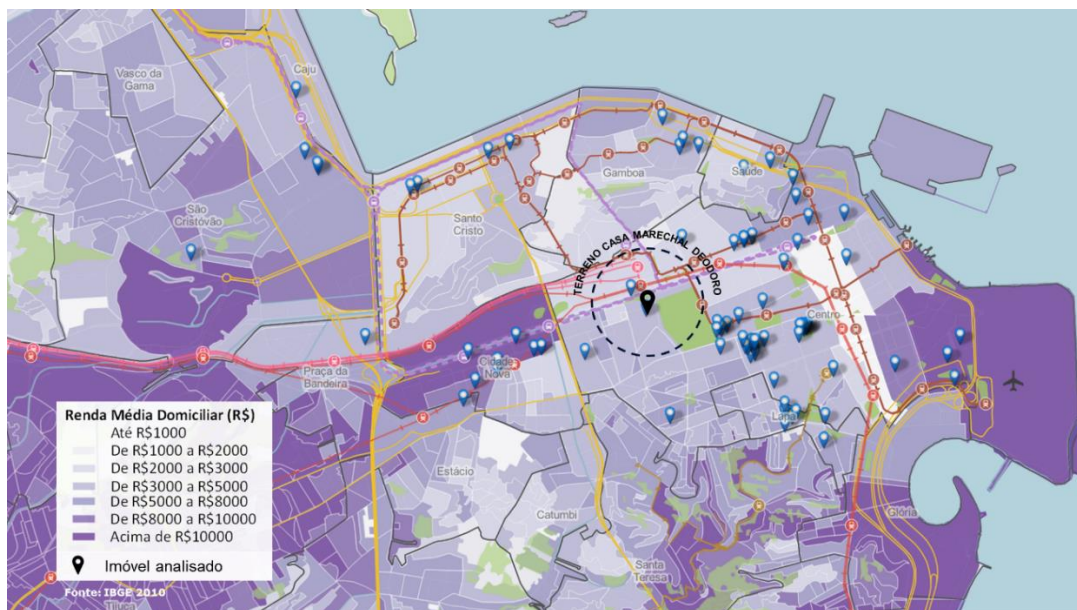 Vasco da
Gama
Caju
São
Cristóvão
Santo
Cristo
Gamboa
Saúde
TERRENO CASA MARECHAL DEODORO
Centro
Praça da
Bandeira
Cidade
Nova
Lapa
Estácio
Catumbi
Glória
Santa
Teresa
Renda Média Domiciliar (R$)
Até R$1000
De R$1000 a R$2000
De R$2000 a R$3000
De R$3000 a R$5000
De R$5000 a R$8000
De R$8000 a R$10000
Acima de R$10000
Imóvel analisado
Fonte: IBGE 2010
Tijuca